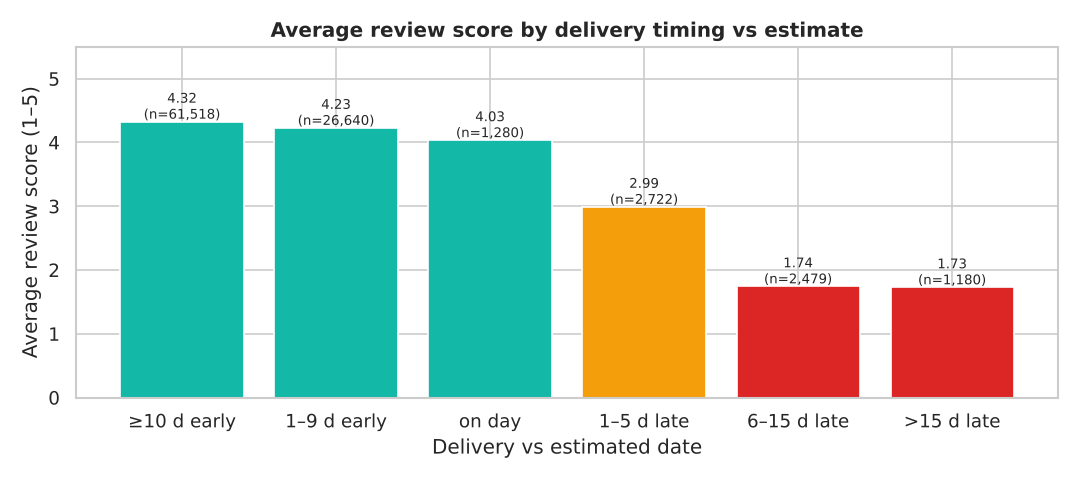 Average review score by delivery timing vs estimate
Average review score (1–5)
5
4
3
2
1
0
4.32
(n=61,518)
4.23
(n=26,640)
4.03
(n=1,280)
2.99
(n=2,722)
1.74
(n=2,479)
1.73
(n=1,180)
≥10 d early
1–9 d early
on day
1–5 d late
6–15 d late
>15 d late
Delivery vs estimated date